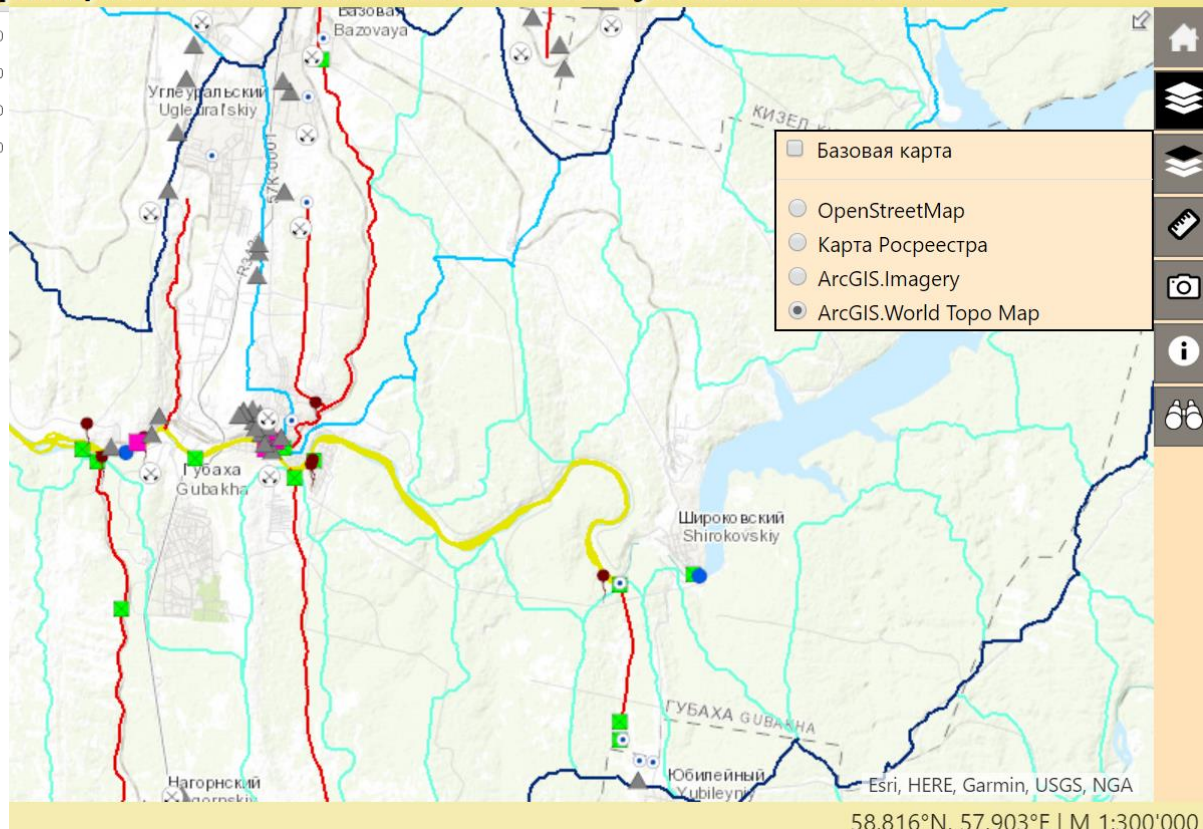 Базовая
Bazovaya
Углеуральский
Ugleural'skiy
57K-0001
КИЗЕЛ
Базовая карта
OpenStreetMap
Карта Росреестра
ArcGIS.Imagery
ArcGIS.World Topo Map
Губаха
Gubakha
Широковский
Shirokovskiy
ГУБАХА GUBAKHA
Нагорнский
Юбилейный
Yubileyniy
Esri, HERE, Garmin, USGS, NGA
58.816°N, 57.903°E | M 1:300'000